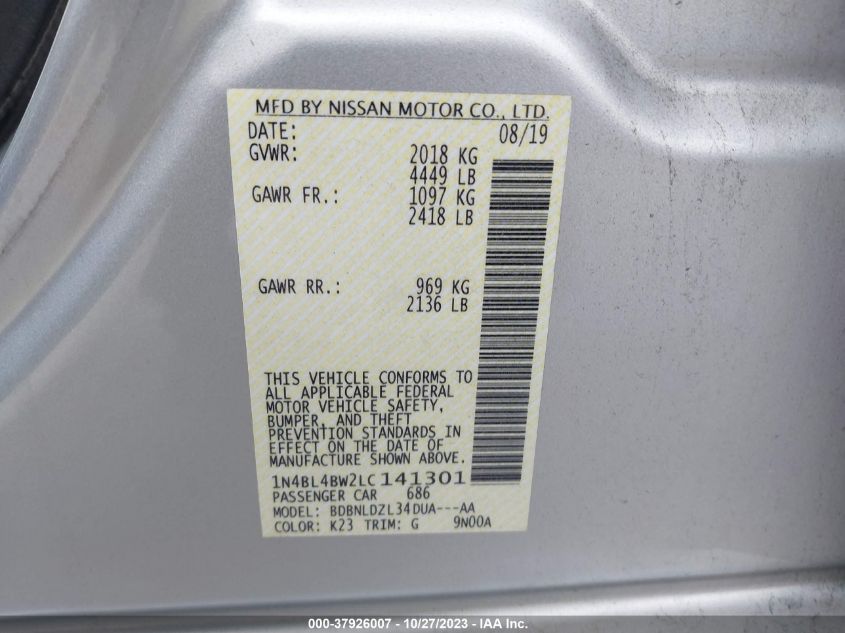 MFD BY NISSAN MOTOR CO., LTD.
DATE: 08/19
GVWR: 2018 KG
4449 LB
GAWR FR.: 1097 KG
2418 LB
GAWR RR.: 969 KG
2136 LB
THIS VEHICLE CONFORMS TO
ALL APPLICABLE FEDERAL
MOTOR VEHICLE SAFETY,
BUMPER, AND THEFT
PREVENTION STANDARDS IN
EFFECT ON THE DATE OF
MANUFACTURE SHOWN ABOVE.
1N4BL4BW2LC141301
PASSENGER CAR 686
MODEL: BDBNLDZL34DUA---AA
COLOR: K23 TRIM: G 9N00A
000-37926007 - 10/27/2023 - © IAA Inc.